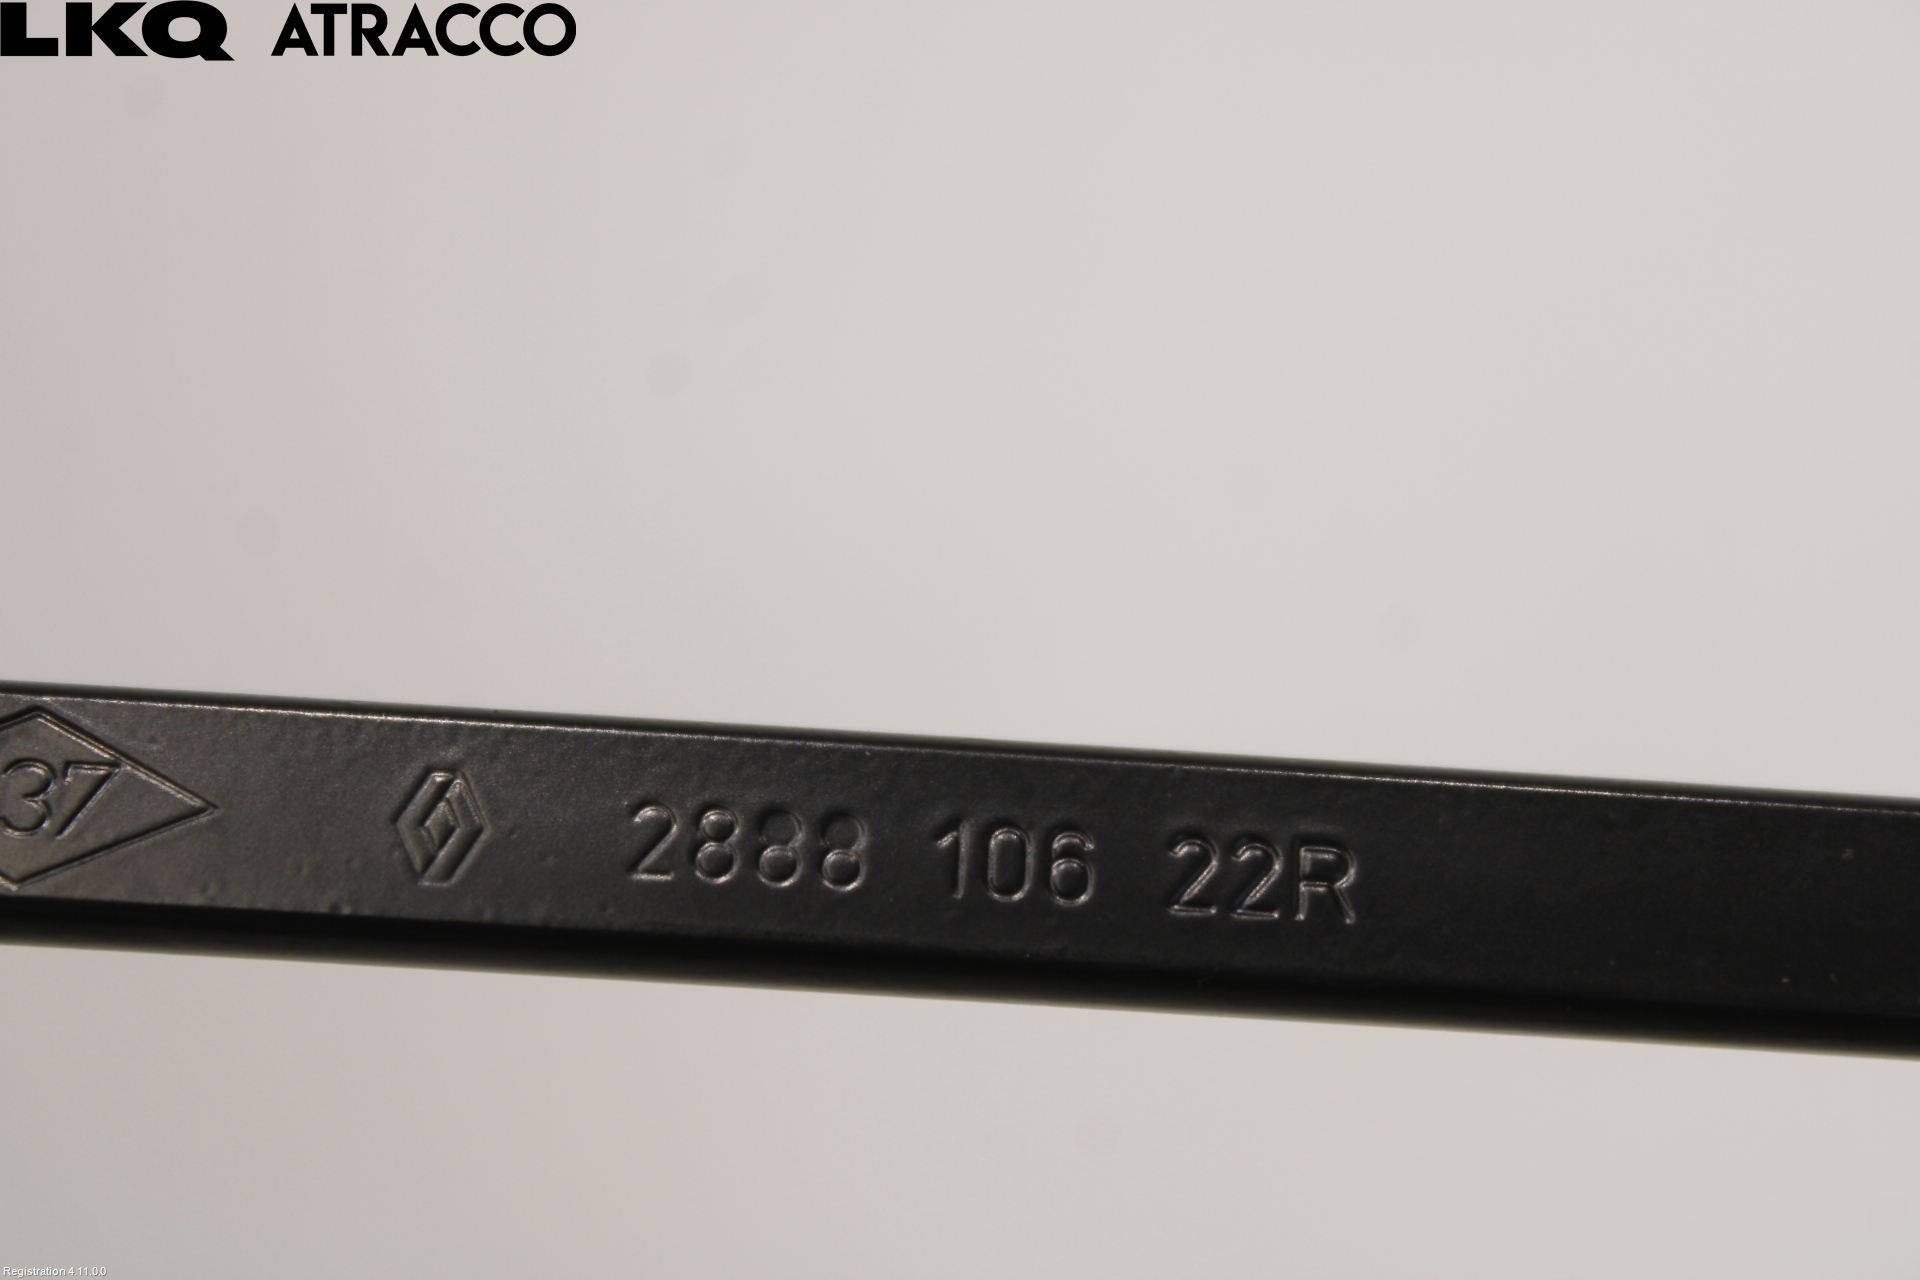 LKQ ATRACCO
37 2888 106 22R
Registration 4.11.0.0